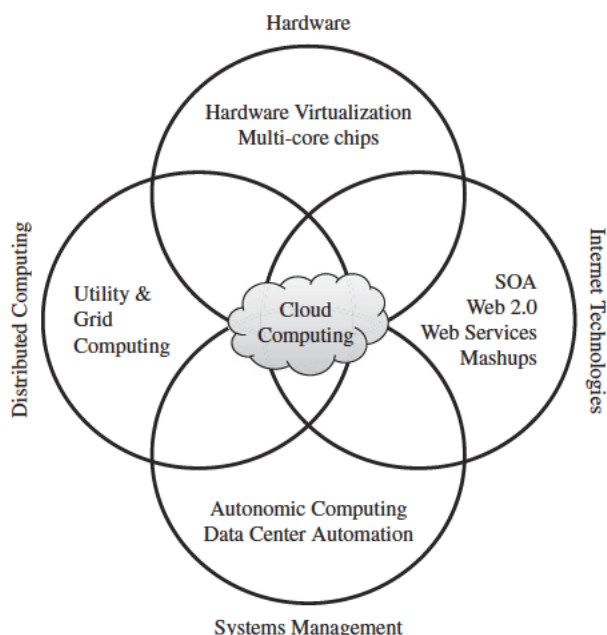 Hardware
Hardware Virtualization
Multi-core chips
Distributed Computing
Utility &
Grid
Computing
Cloud
Computing
SOA
Web 2.0
Web Services
Mashups
Internet Technologies
Autonomic Computing
Data Center Automation
Systems Management